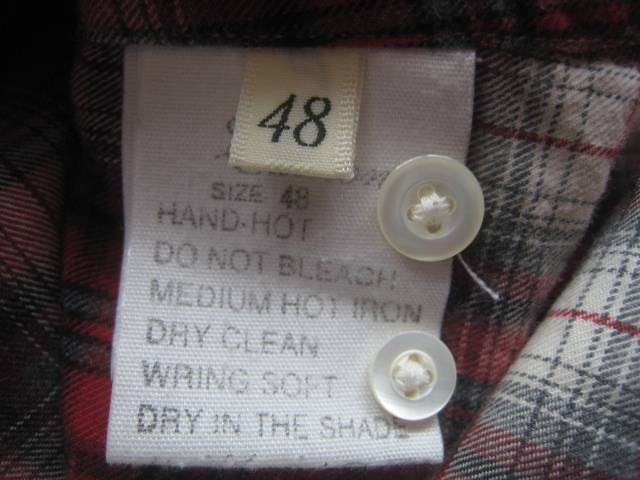 48
SIZE 48
HAND-HOT
DO NOT BLEACH
MEDIUM HOT IRON
DRY CLEAN
WRING SOFT
DRY IN THE SHADE